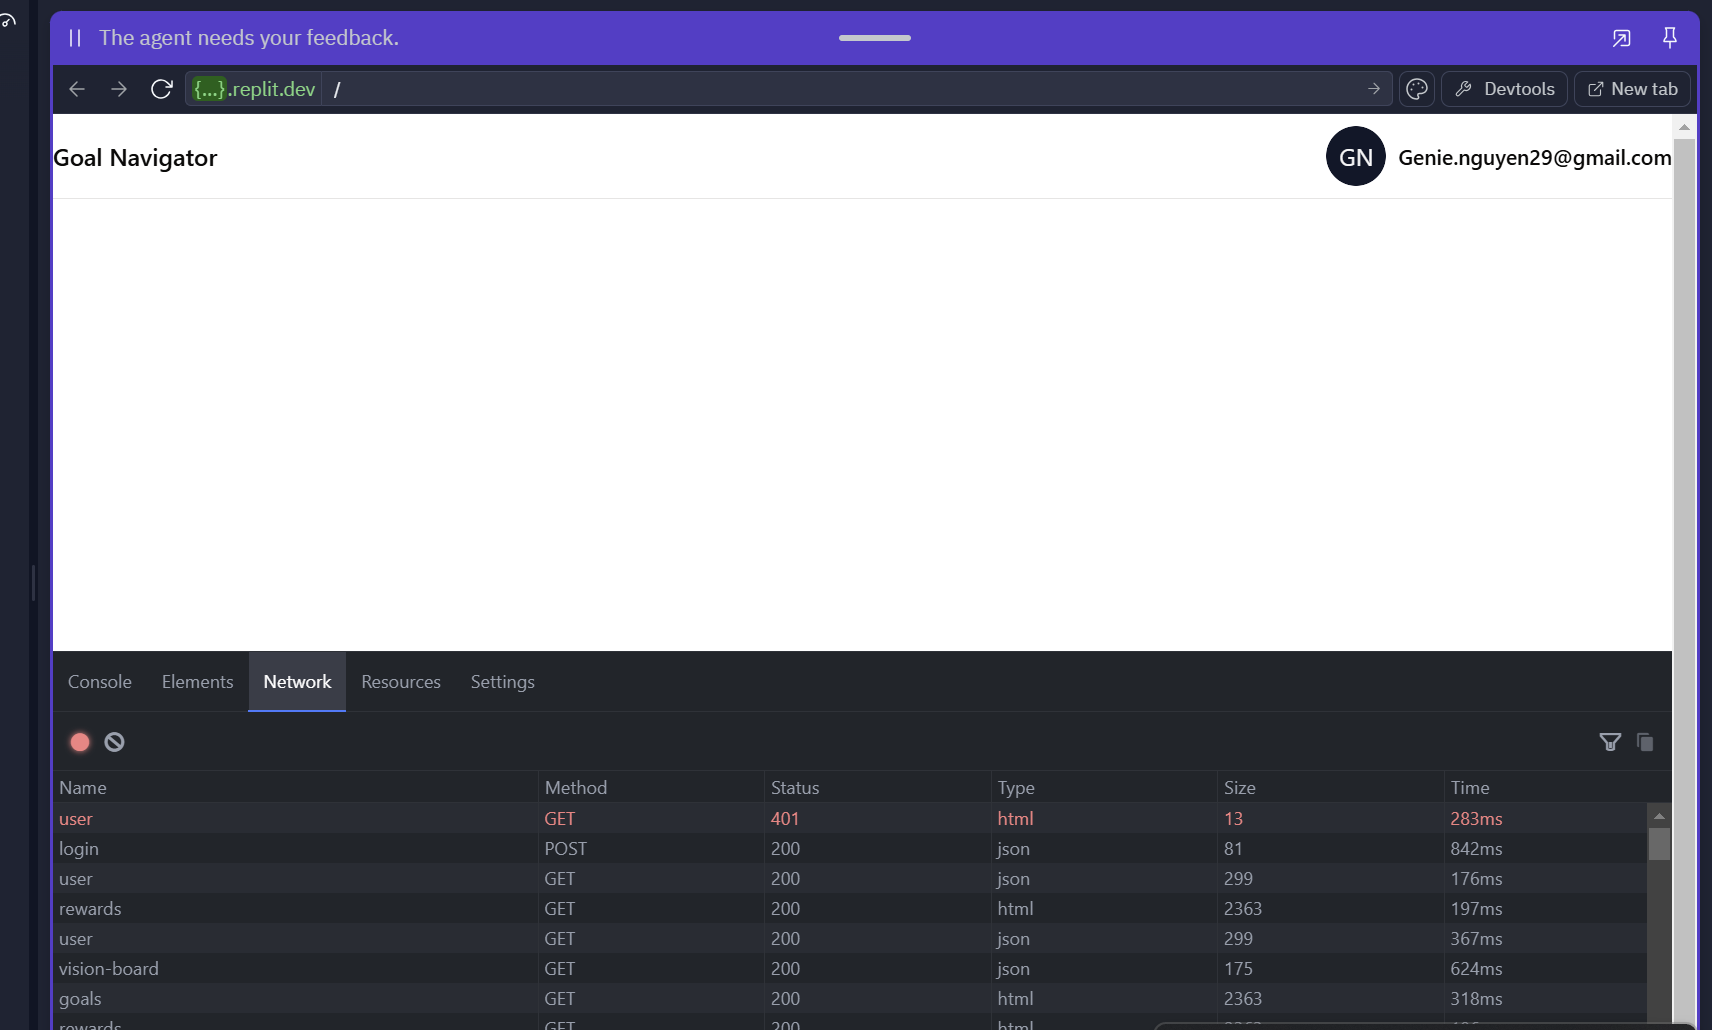 The agent needs your feedback.
{...}.replit.dev / Devtools New tab
Goal Navigator GN Genie.nguyen29@gmail.com
Console Elements Network Resources Settings
Name Method Status Type Size Time
user GET 401 html 13 283ms
login POST 200 json 81 842ms
user GET 200 json 299 176ms
rewards GET 200 html 2363 197ms
user GET 200 json 299 367ms
vision-board GET 200 json 175 624ms
goals GET 200 html 2363 318ms
rewards GET 200 html